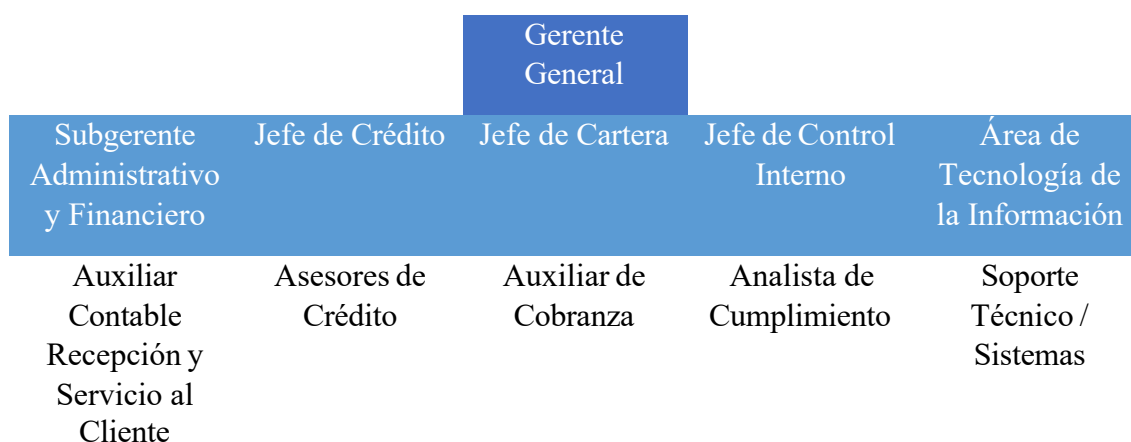 Gerente
General
Subgerente
Administrativo
y Financiero
Jefe de Crédito
Jefe de Cartera
Jefe de Control
Interno
Área de
Tecnología de
la Información
Auxiliar
Contable
Recepción y
Servicio al
Cliente
Asesores de
Crédito
Auxiliar de
Cobranza
Analista de
Cumplimiento
Soporte
Técnico /
Sistemas